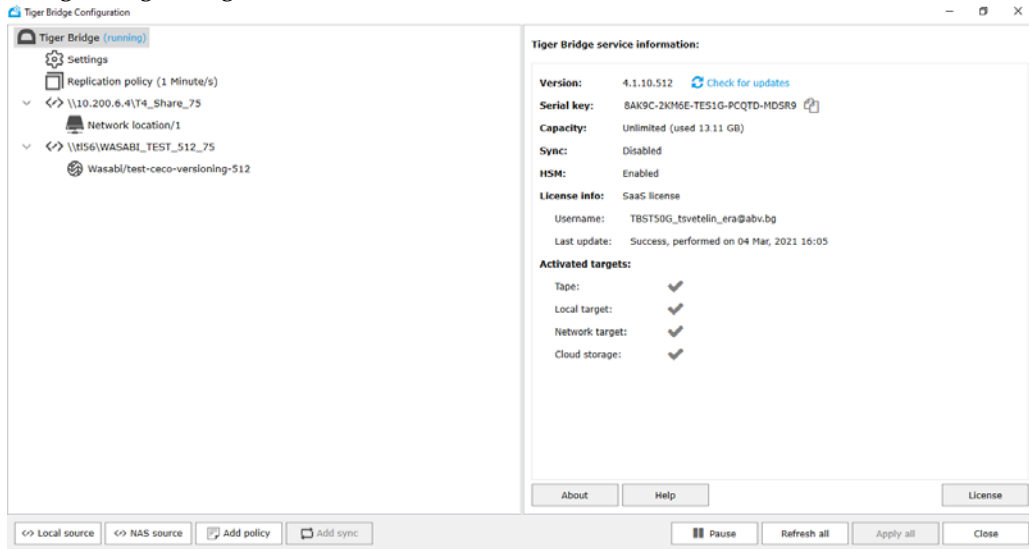 Tiger Bridge Configuration
Tiger Bridge (running)
Settings
Replication policy (1 Minute/s)
\\10.200.6.4\T4_Share_75
Network location/1
\\tl56\WASABI_TEST_512_75
Wasabi/test-ceco-versioning-512
Tiger Bridge service information:
Version: 4.1.10.512 Check for updates
Serial key: 8AK9C-2KM6E-TES1G-PCQTD-MDSR9
Capacity: Unlimited (used 13.11 GB)
Sync: Disabled
HSM: Enabled
License info: SaaS license
Username: TBST50G_tsvetelin_era@abv.bg
Last update: Success, performed on 04 Mar, 2021 16:05
Activated targets:
Tape:
Local target:
Network target:
Cloud storage:
About Help License
Local source NAS source Add policy Add sync Pause Refresh all Apply all Close